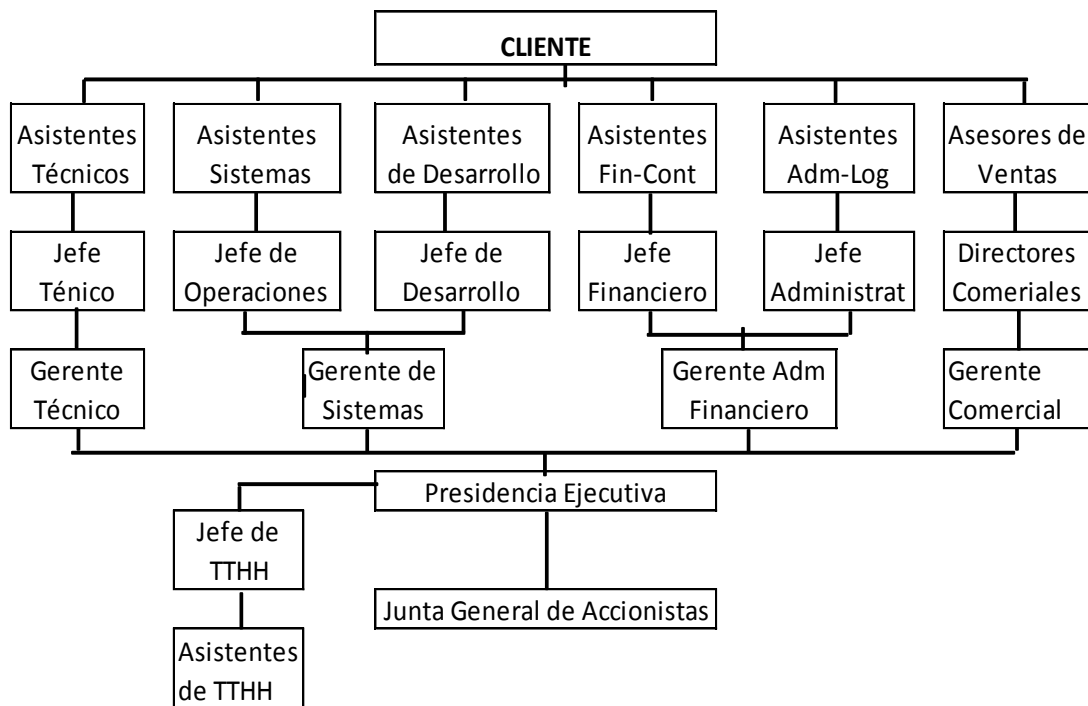 CLIENTE
Asistentes
Técnicos
Asistentes
Sistemas
Asistentes
de Desarrollo
Asistentes
Fin-Cont
Asistentes
Adm-Log
Asesores de
Ventas
Jefe
Ténico
Jefe de
Operaciones
Jefe de
Desarrollo
Jefe
Financiero
Jefe
Administrat
Directores
Comeriales
Gerente
Técnico
Gerente de
Sistemas
Gerente Adm
Financiero
Gerente
Comercial
Presidencia Ejecutiva
Jefe de
TTHH
Junta General de Accionistas
Asistentes
de TTHH